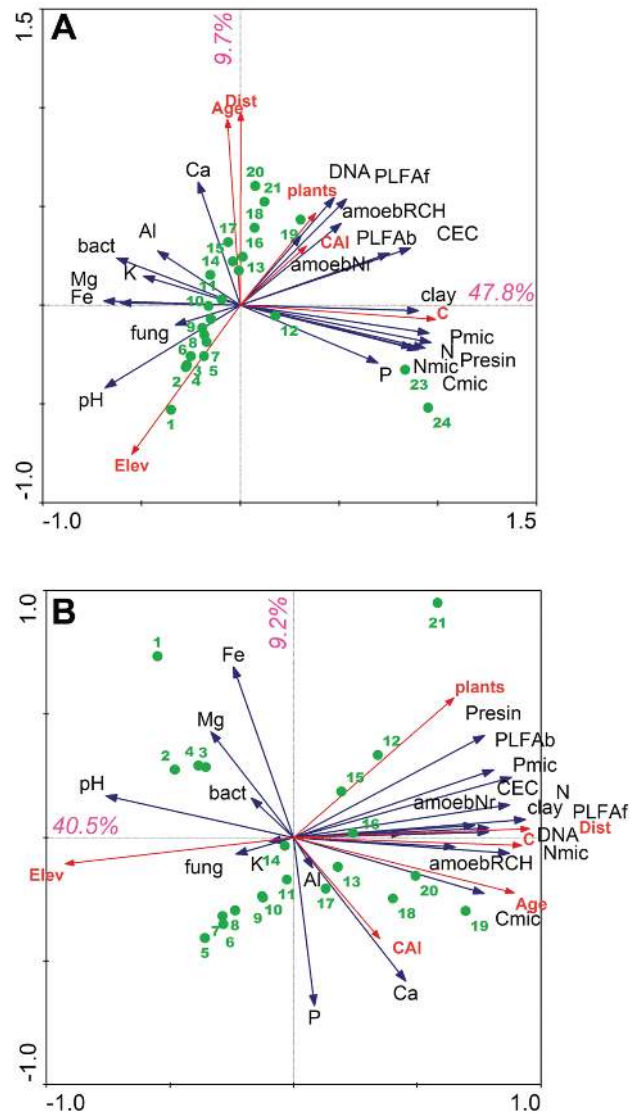 1.5
A
9.7%
Dist
Age
20
DNA
PLFAf
Ca
21
plants
18
amoebRCH
19
17
16
CAI
PLFAb
CEC
Al
15
14
13
amoebNr
bact
Mg
K
11
Fe
10
clay
47.8%
C
12
fung
9
8
Pmic
N
6
7
Nmic
Presin
2
3
5
P
4
Cmic
pH
23
1
24
Elev
-1.0
-1.0
1.5
1.0
B
9.2%
21
1
Fe
plants
Presin
Mg
12
PLFAb
4
3
2
Pmic
pH
15
CEC
N
bact
amoebNr
clay
PLFAf
40.5%
16
Dist
C
DNA
14
Nmic
fung
K
amoebRCH
Elev
Al
13
11
20
Age
10
17
Cmic
9
8
18
19
7
6
CAI
5
Ca
P
-1.0
-1.0
1.0